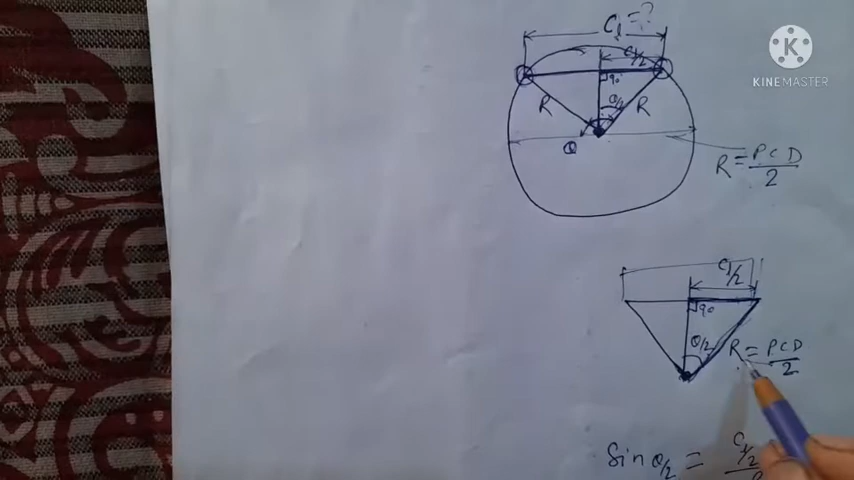 C₁=?
C₁/2
90
R
θ/2
R
θ
R = PCD/2
C₁/2
90
θ/2
R = PCD/2
Sin θ/2 = C₁/2
KINEMASTER